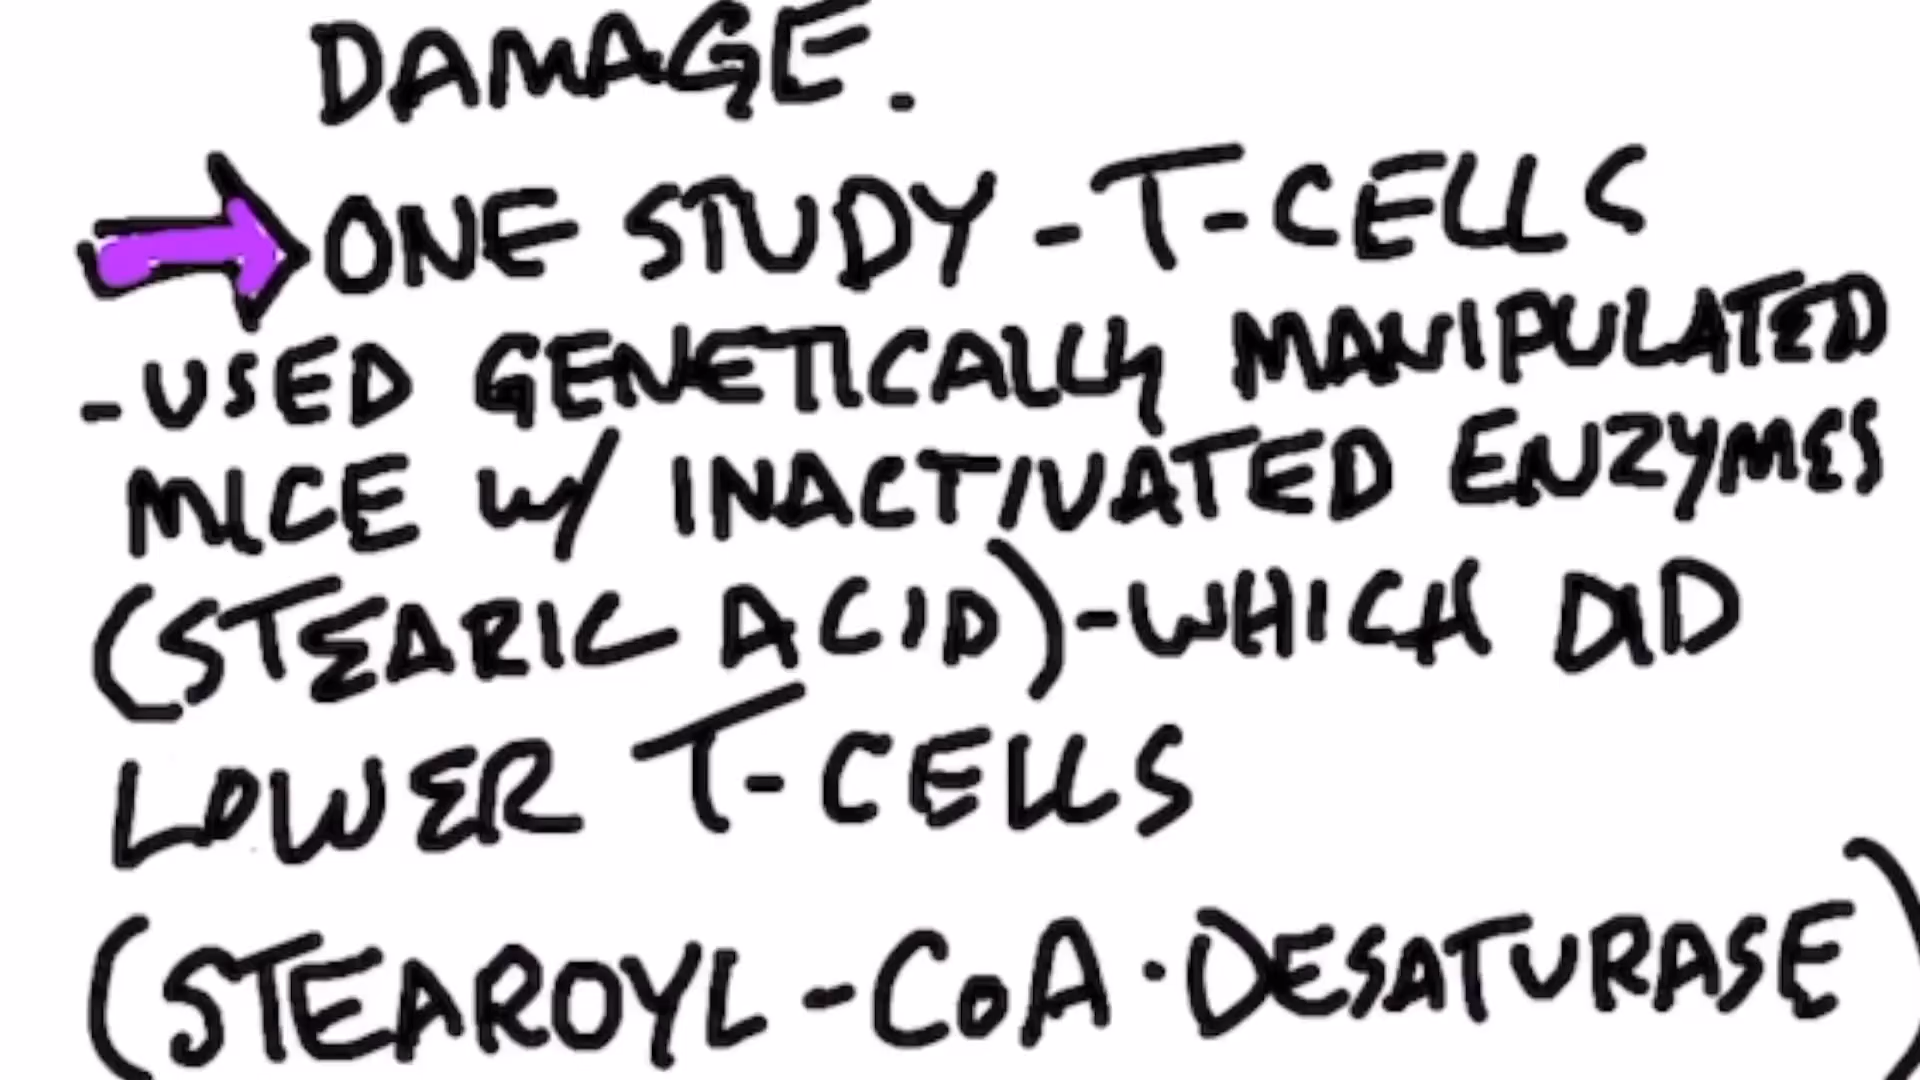 DAMAGE.
ONE STUDY - T-CELLS
- USED GENETICALLY MANIPULATED
MICE w/ INACTIVATED ENZYMES
(STEARIC ACID) - WHICH DID
LOWER T-CELLS
(STEAROYL - CoA · DESATURASE)